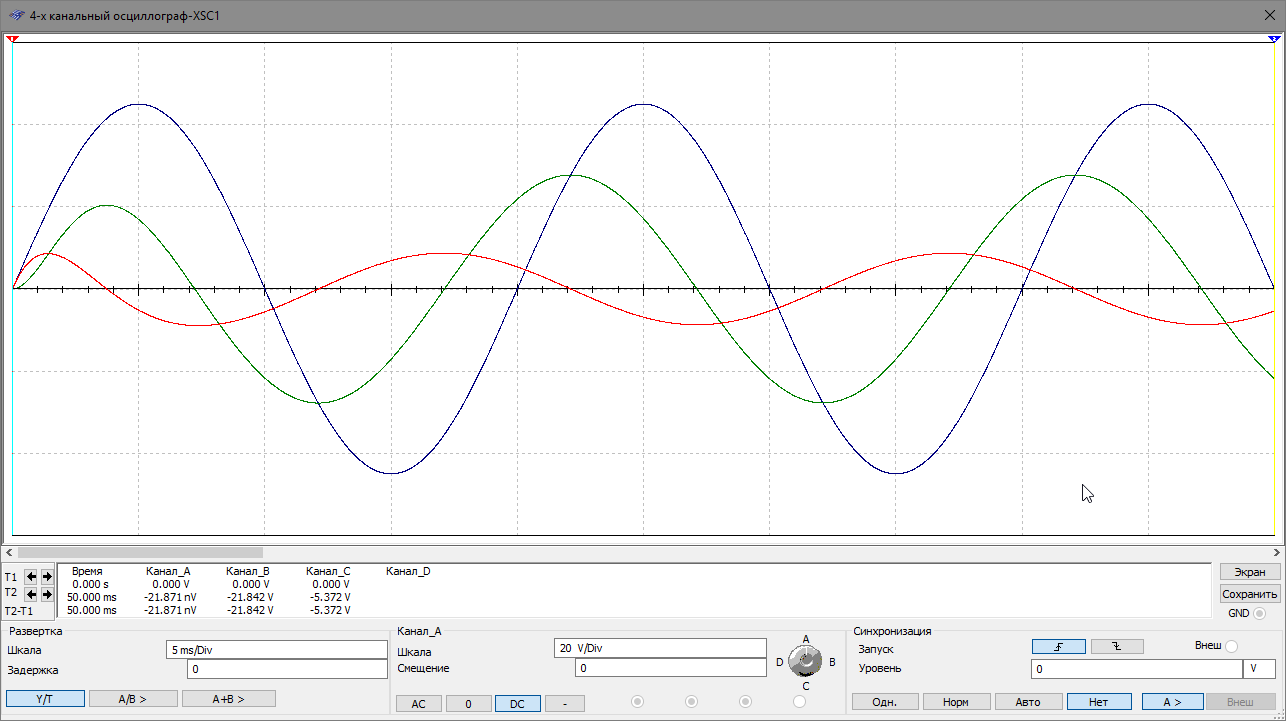 4-х канальный осциллограф-XSC1
Время Канал_A Канал_B Канал_C Канал_D
T1 0.000 s 0.000 V 0.000 V 0.000 V
T2 50.000 ms -21.871 nV -21.842 V -5.372 V
T2-T1 50.000 ms -21.871 nV -21.842 V -5.372 V
Экран
Сохранить
GND
Развертка
Шкала 5 ms/Div
Задержка 0
Y/T A/B > A+B >
Канал_A
Шкала 20 V/Div
Смещение 0
AC 0 DC -
A
D B
C
Синхронизация
Запуск Внеш
Уровень 0 V
Одн. Норм Авто Нет A > Внеш